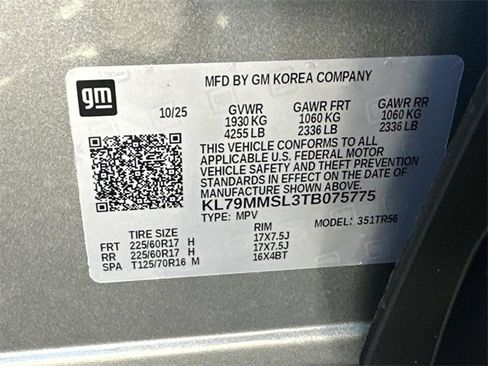 MFD BY GM KOREA COMPANY
gm
10/25 GVWR GAWR FRT GAWR RR
1930 KG 1060 KG 1060 KG
4255 LB 2336 LB 2336 LB
THIS VEHICLE CONFORMS TO ALL
APPLICABLE U.S. FEDERAL MOTOR
VEHICLE SAFETY AND THEFT PREVENTION
STANDARDS IN EFFECT ON THE DATE OF
MANUFACTURE SHOWN ABOVE.
KL79MMSL3TB075775
TYPE: MPV MODEL: 351TR56
TIRE SIZE RIM
FRT 225/60R17 H 17X7.5J
RR 225/60R17 H 17X7.5J
SPA T125/70R16 M 16X4BT